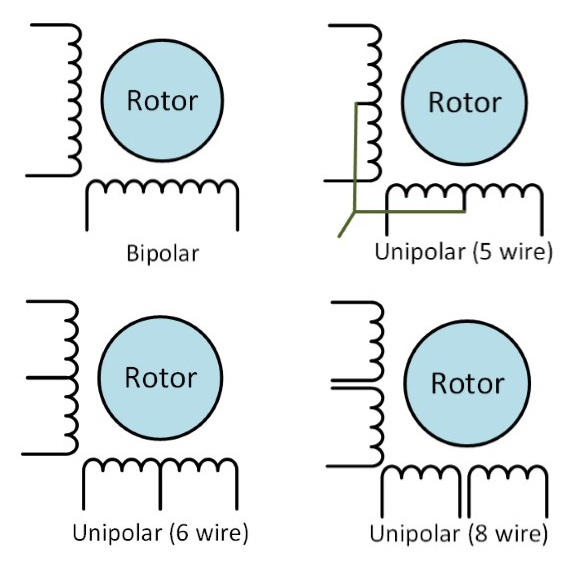 Rotor
Rotor
Bipolar
Unipolar (5 wire)
Rotor
Rotor
Unipolar (6 wire)
Unipolar (8 wire)